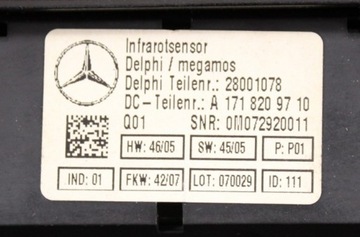 Infrarotsensor
Delphi / megamos
Delphi Teilenr.: 28001078
DC-Teilenr.: A 171 820 97 10
Q01 SNR: 0M072920011
HW: 46/05 SW: 45/05 P: P01
IND: 01 FKW: 42/07 LOT: 070029 ID: 111